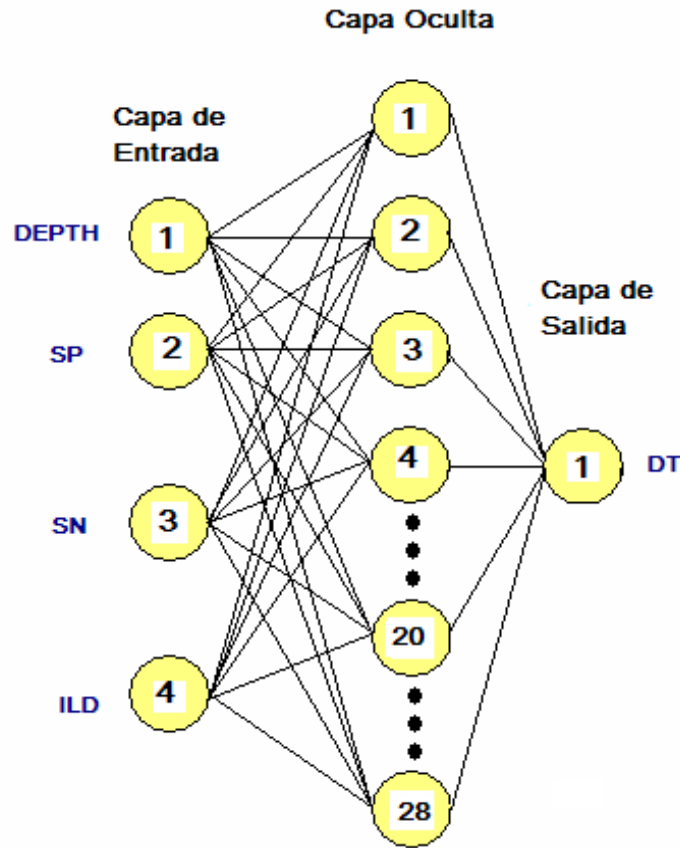 Capa Oculta
Capa de
Entrada
1
DEPTH
1
2
SP
2
3
Capa de
Salida
4
1
DT
SN
3
20
ILD
4
28